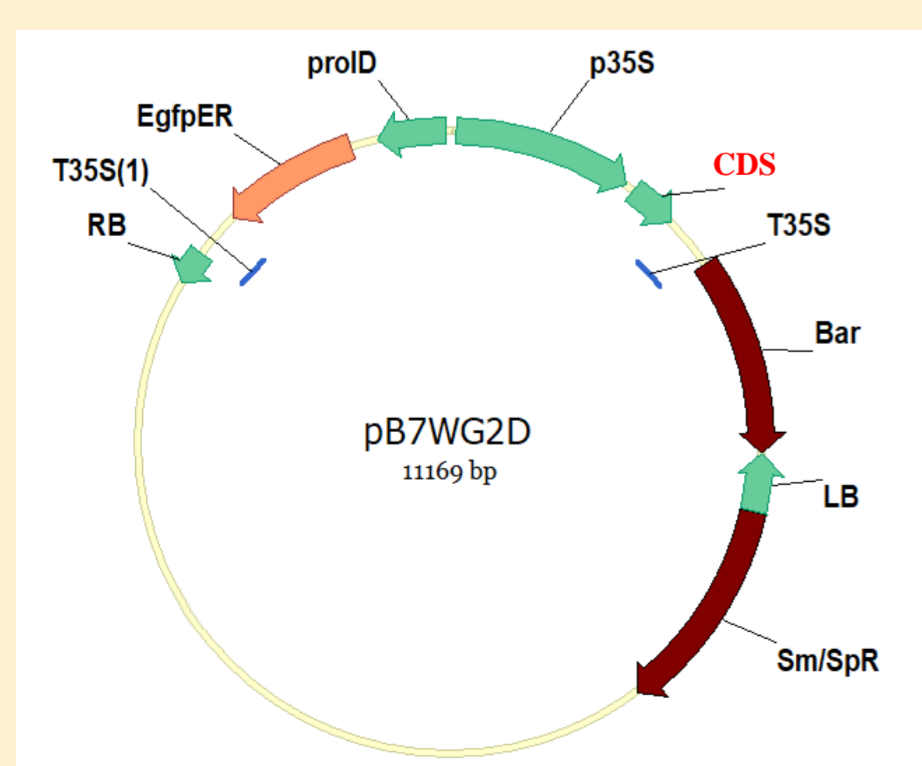 prolD
p35S
EgfpER
CDS
T35S(1)
RB
T35S
Bar
pB7WG2D
11169 bp
LB
Sm/SpR